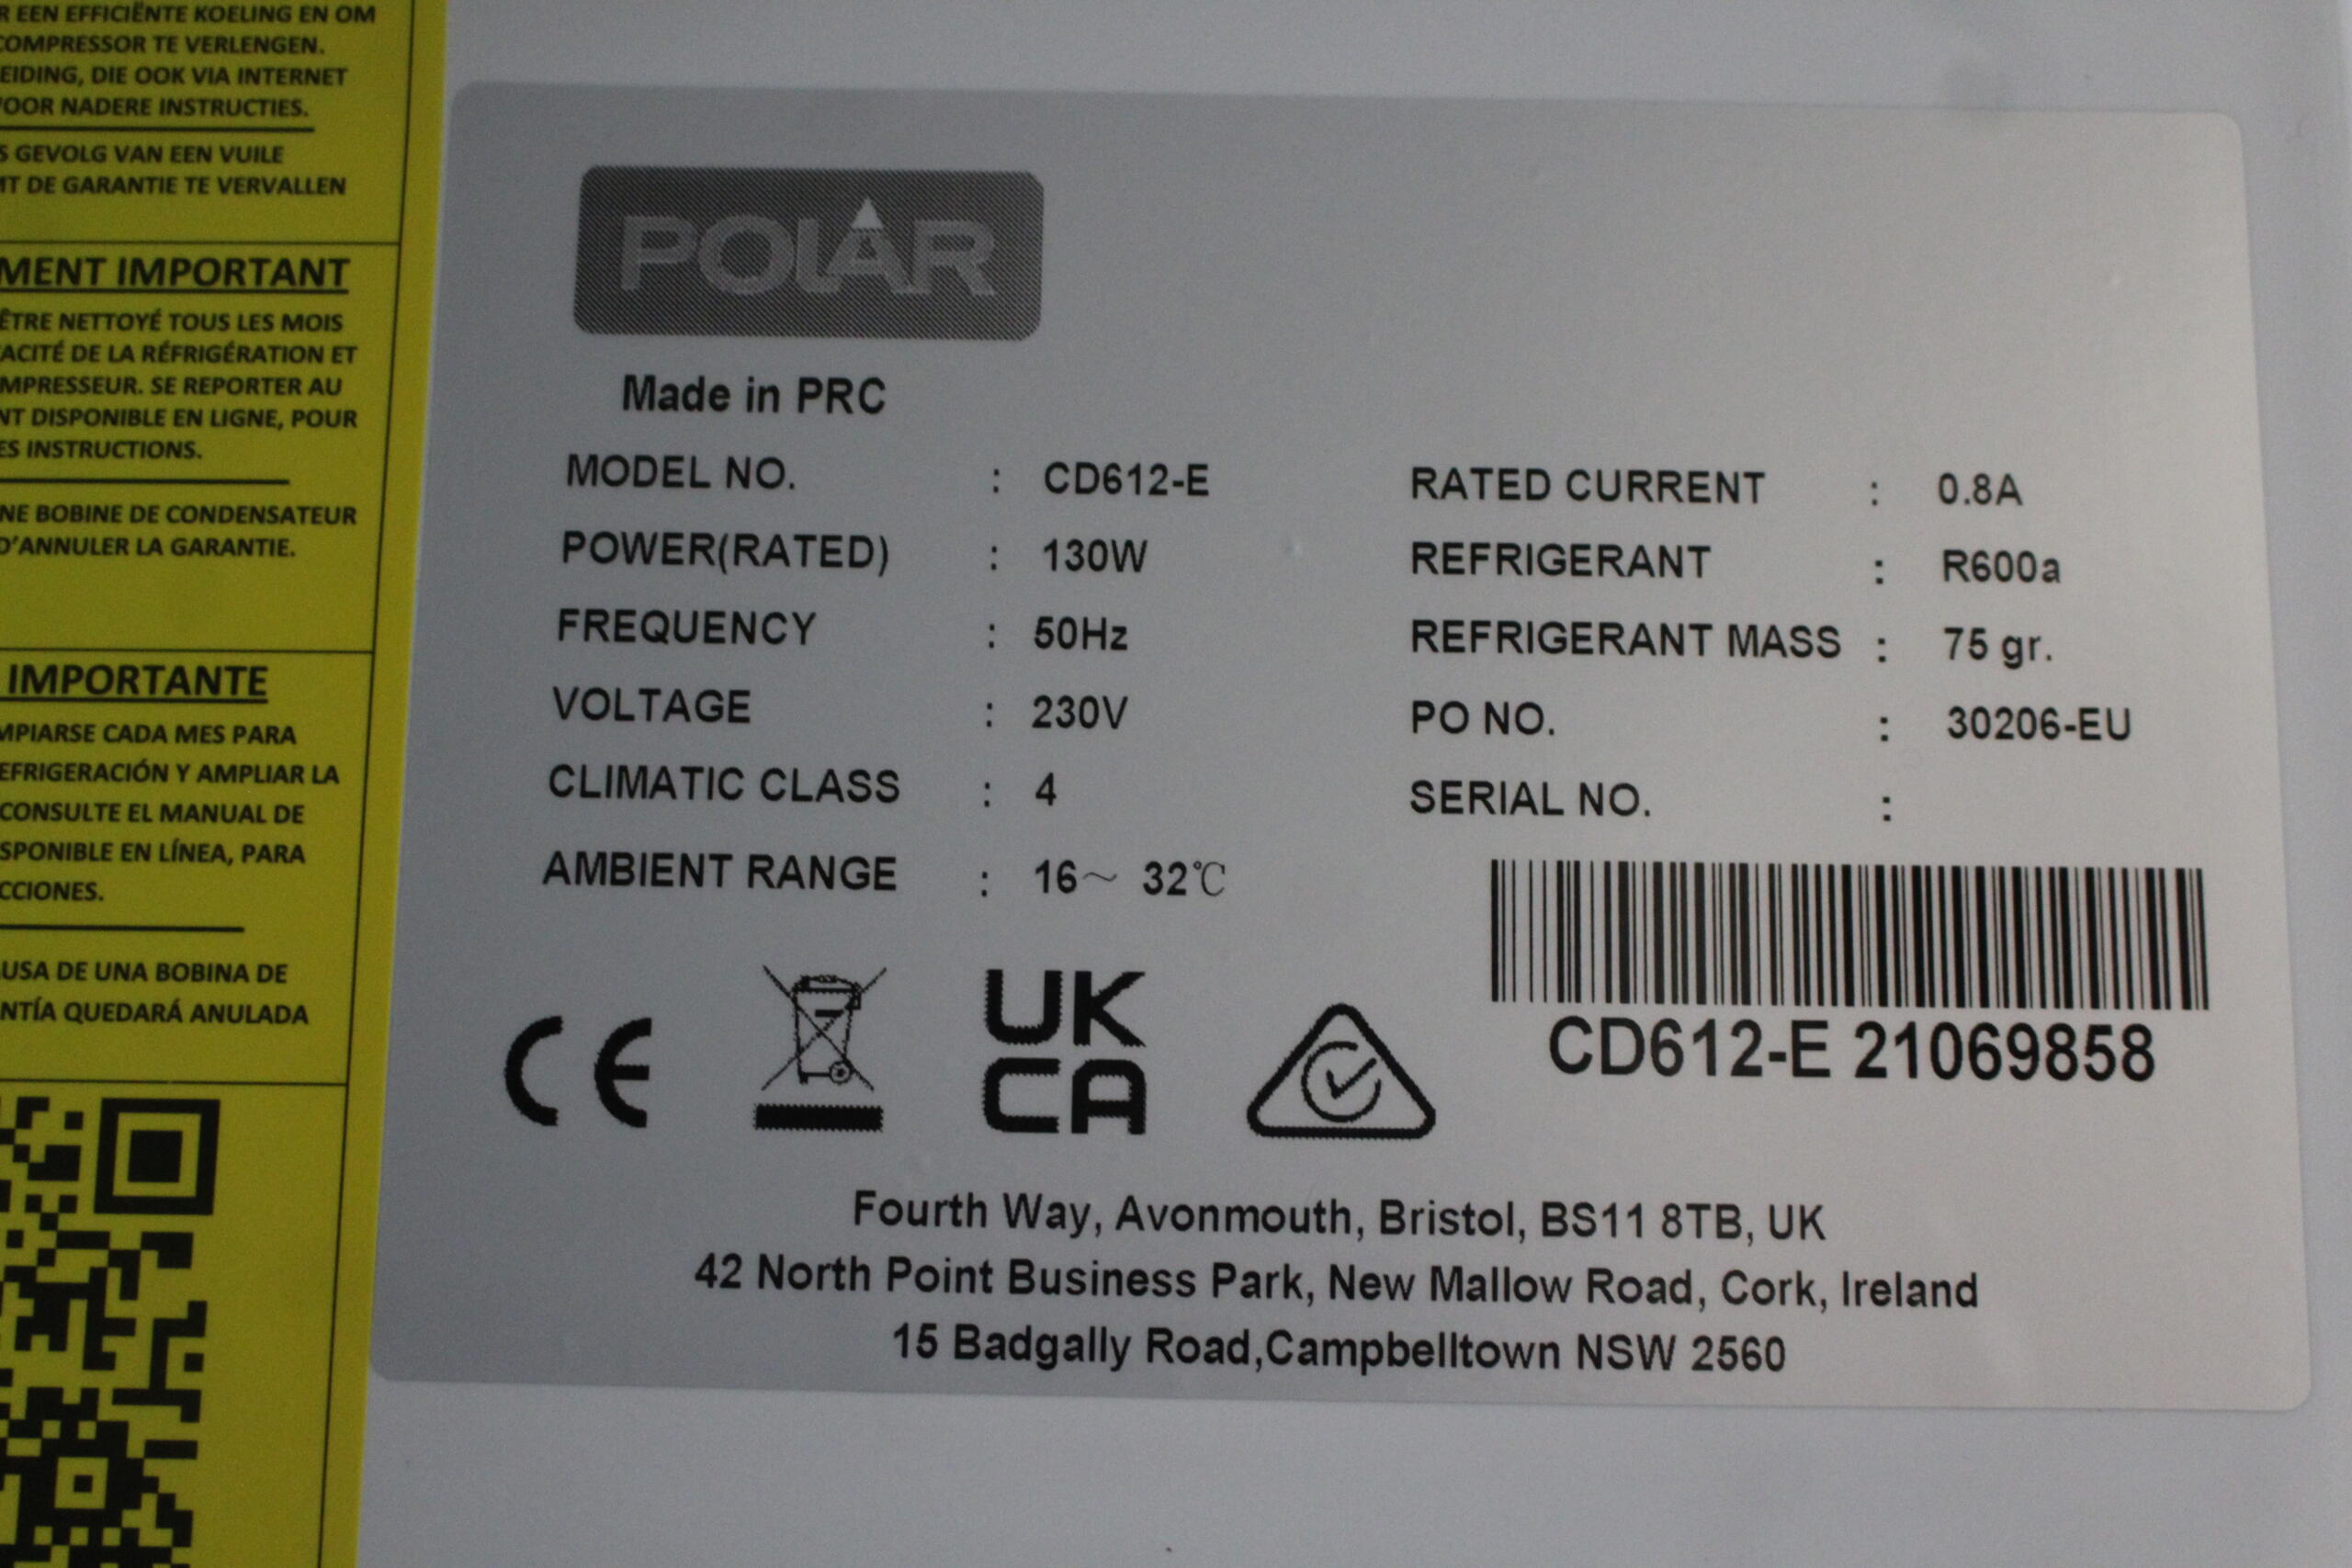 R EEN EFFICIËNTE KOELING EN OM
COMPRESSOR TE VERLENGEN.
EIDING, DIE OOK VIA INTERNET
VOOR NADERE INSTRUCTIES.
S GEVOLG VAN EEN VUILE
MT DE GARANTIE TE VERVALLEN
MENT IMPORTANT
ÊTRE NETTOYÉ TOUS LES MOIS
ACITÉ DE LA RÉFRIGÉRATION ET
MPRESSEUR. SE REPORTER AU
NT DISPONIBLE EN LIGNE, POUR
ES INSTRUCTIONS.
NE BOBINE DE CONDENSATEUR
D'ANNULER LA GARANTIE.
IMPORTANTE
MPIARSE CADA MES PARA
EFRIGERACIÓN Y AMPLIAR LA
CONSULTE EL MANUAL DE
SPONIBLE EN LÍNEA, PARA
CCIONES.
USA DE UNA BOBINA DE
NTÍA QUEDARÁ ANULADA
POLAR
Made in PRC
MODEL NO. : CD612-E
POWER(RATED) : 130W
FREQUENCY : 50Hz
VOLTAGE : 230V
CLIMATIC CLASS : 4
AMBIENT RANGE : 16~ 32℃
RATED CURRENT : 0.8A
REFRIGERANT : R600a
REFRIGERANT MASS : 75 gr.
PO NO. : 30206-EU
SERIAL NO. :
CD612-E 21069858
CE
UK
CA
Fourth Way, Avonmouth, Bristol, BS11 8TB, UK
42 North Point Business Park, New Mallow Road, Cork, Ireland
15 Badgally Road,Campbelltown NSW 2560